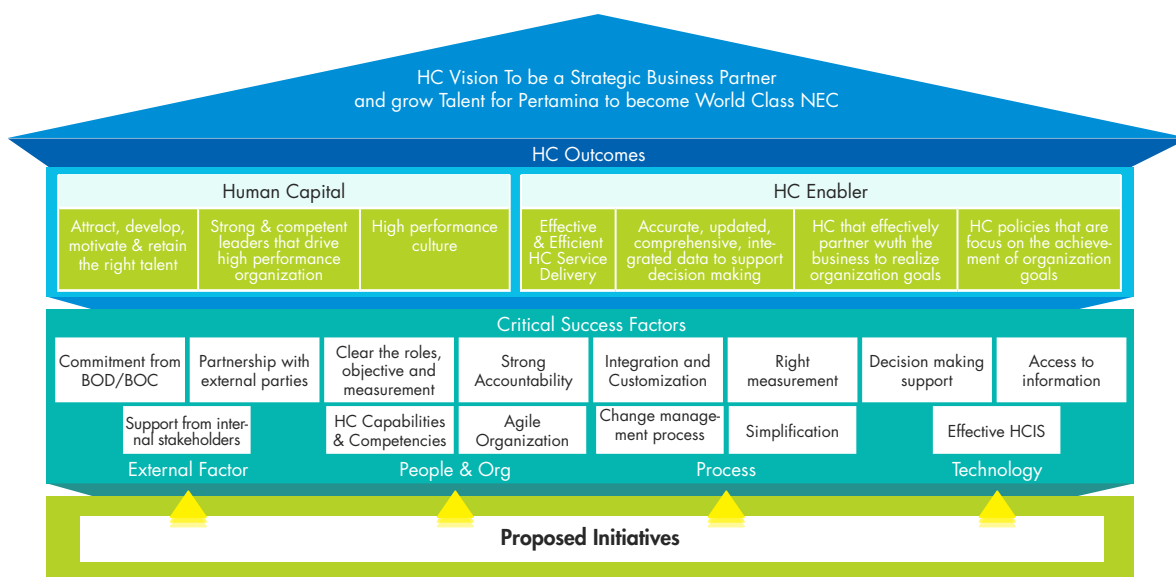 HC Vision To be a Strategic Business Partner
and grow Talent for Pertamina to become World Class NEC
HC Outcomes
Human Capital
Attract, develop,
motivate & retain
the right talent
Strong & competent
leaders that drive
high performance
organization
High performance
culture
HC Enabler
Effective
& Efficient
HC Service
Delivery
Accurate, updated,
comprehensive, inte-
grated data to support
decision making
HC that effectively
partner wuth the
business to realize
organization goals
HC policies that are
focus on the achieve-
ment of organization
goals
Critical Success Factors
Commitment from
BOD/BOC
Partnership with
external parties
Support from inter-
nal stakeholders
External Factor
Clear the roles,
objective and
measurement
Strong
Accountability
HC Capabilities
& Competencies
Agile
Organization
People & Org
Integration and
Customization
Right
measurement
Change manage-
ment process
Simplification
Process
Decision making
support
Access to
information
Effective HCIS
Technology
Proposed Initiatives